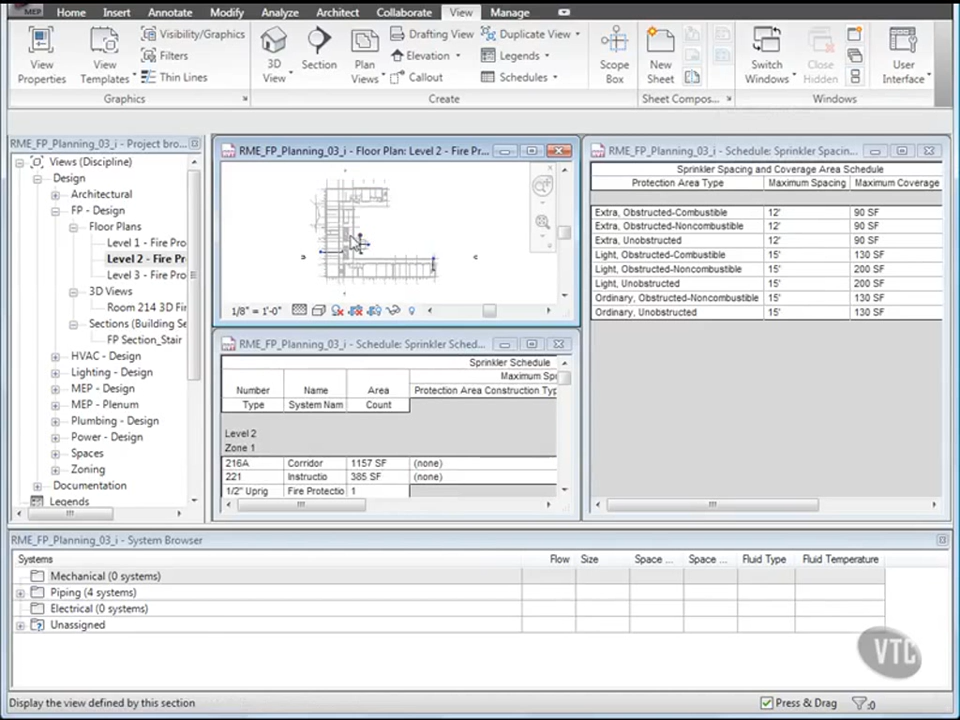 MEP Home Insert Annotate Modify Analyze Architect Collaborate View Manage
View Properties
View Templates
Visibility/Graphics
Filters
Thin Lines
3D View
Section
Plan Views
Drafting View
Elevation
Callout
Duplicate View
Legends
Schedules
Scope Box
New Sheet
Switch Windows
Close Hidden
User Interface
Graphics Create Sheet Compos... Windows
RME_FP_Planning_03_i - Project bro...
Views (Discipline)
Design
Architectural
FP - Design
Floor Plans
Level 1 - Fire Pro
Level 2 - Fire Pr
Level 3 - Fire Pro
3D Views
Room 214 3D Fir
Sections (Building Se
FP Section_Stair
HVAC - Design
Lighting - Design
MEP - Design
MEP - Plenum
Plumbing - Design
Power - Design
Spaces
Zoning
Documentation
Legends
RME_FP_Planning_03_i - Floor Plan: Level 2 - Fire Pr...
1/8" = 1'-0"
RME_FP_Planning_03_i - Schedule: Sprinkler Sched...
Sprinkler Schedule
Maximum Spa
Number Name Area Protection Area Construction Typ
Type System Nam Count
Level 2
Zone 1
216A Corridor 1157 SF (none)
221 Instructio 385 SF (none)
1/2" Uprig Fire Protectio 1
RME_FP_Planning_03_i - Schedule: Sprinkler Spacin...
Sprinkler Spacing and Coverage Area Schedule
Protection Area Type Maximum Spacing Maximum Coverage
Extra, Obstructed-Combustible 12' 90 SF
Extra, Obstructed-Noncombustible 12' 90 SF
Extra, Unobstructed 12' 90 SF
Light, Obstructed-Combustible 15' 130 SF
Light, Obstructed-Noncombustible 15' 200 SF
Light, Unobstructed 15' 200 SF
Ordinary, Obstructed-Noncombustible 15' 130 SF
Ordinary, Unobstructed 15' 130 SF
RME_FP_Planning_03_i - System Browser
Systems Flow Size Space ... Space ... Fluid Type Fluid Temperature
Mechanical (0 systems)
Piping (4 systems)
Electrical (0 systems)
Unassigned
VTC
Display the view defined by this section Press & Drag :0